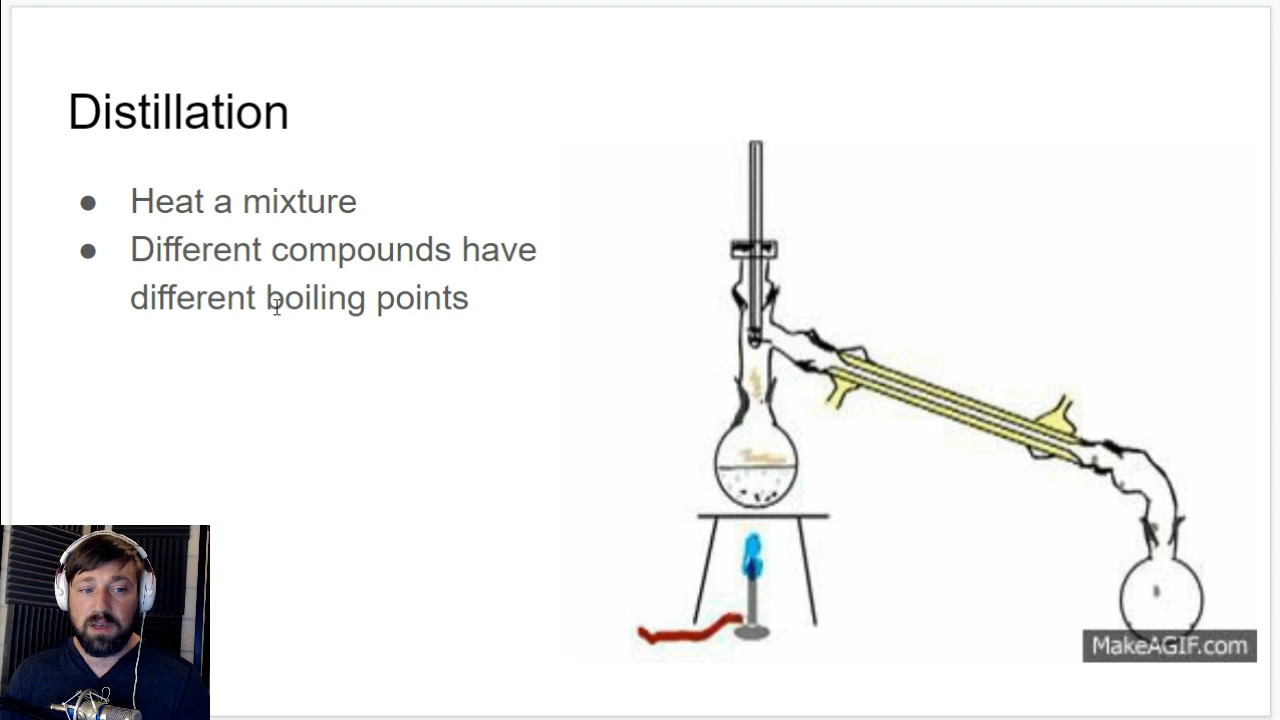 Distillation
● Heat a mixture
● Different compounds have
different boiling points
MakeAGIF.com